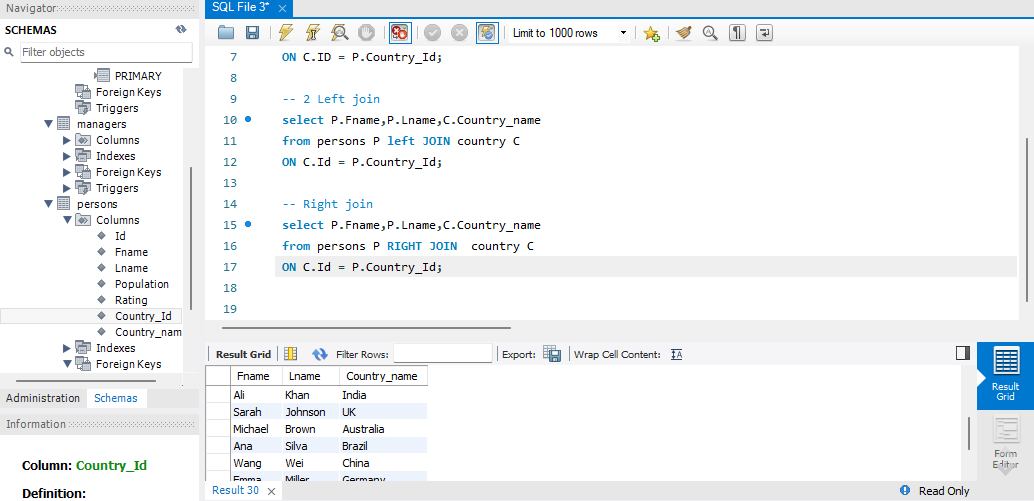 Navigator
SQL File 3*
SCHEMAS
Filter objects
Limit to 1000 rows
PRIMARY
Foreign Keys
Triggers
managers
Columns
Indexes
Foreign Keys
Triggers
persons
Columns
Id
Fname
Lname
Population
Rating
Country_Id
Country_nam
Indexes
Foreign Keys
7 ON C.ID = P.Country_Id;
8
9 -- 2 Left join
10 select P.Fname,P.Lname,C.Country_name
11 from persons P left JOIN country C
12 ON C.Id = P.Country_Id;
13
14 -- Right join
15 select P.Fname,P.Lname,C.Country_name
16 from persons P RIGHT JOIN  country C
17 ON C.Id = P.Country_Id;
18
19
Administration Schemas
Information
Column: Country_Id
Definition:
Result Grid Filter Rows: Export: Wrap Cell Content:
Fname Lname Country_name
Ali Khan India
Sarah Johnson UK
Michael Brown Australia
Ana Silva Brazil
Wang Wei China
Emma Miller Germany
Result Grid
Form Editor
Result 30
Read Only